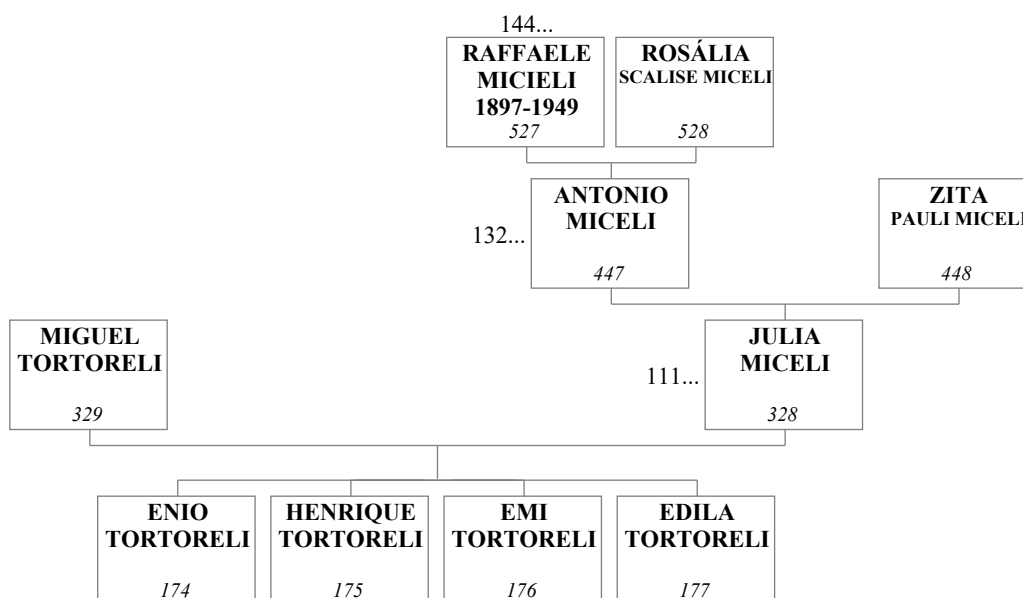 144...
RAFFAELE
MICIELI
1897-1949
527
ROSÁLIA
SCALISE MICELI
528
ANTONIO
MICELI
447
132...
ZITA
PAULI MICELI
448
MIGUEL
TORTORELI
329
JULIA
MICELI
328
111...
ENIO
TORTORELI
174
HENRIQUE
TORTORELI
175
EMI
TORTORELI
176
EDILA
TORTORELI
177